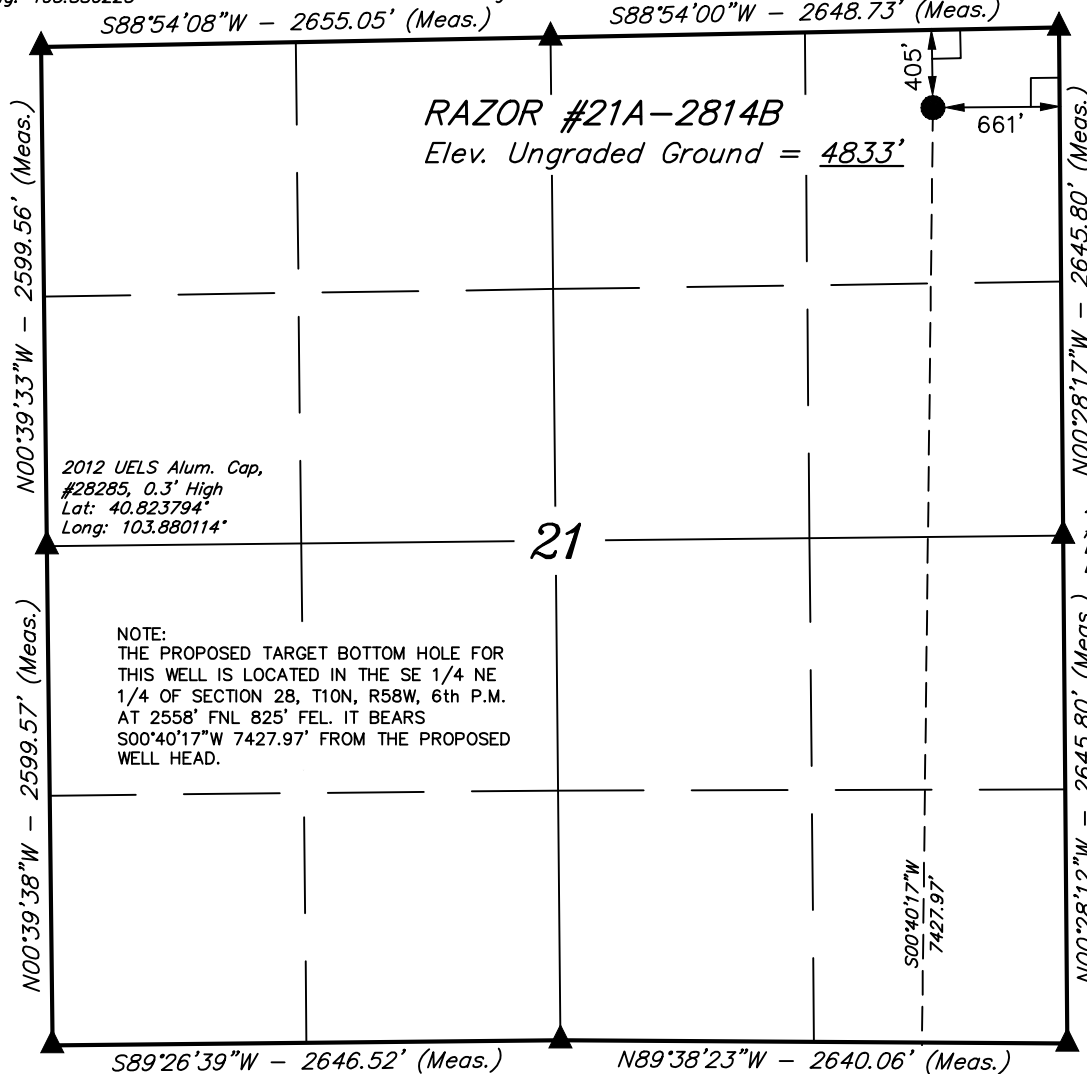 S88°54'08"W - 2655.05' (Meas.)
S88°54'00"W - 2648.73' (Meas.)
405'
661'
RAZOR #21A-2814B
Elev. Ungraded Ground = 4833'
N00°39'33"W - 2599.56' (Meas.)
N00°28'17"W - 2645.80' (Meas.)
2012 UELS Alum. Cap,
#28285, 0.3' High
Lat: 40.823794°
Long: 103.880114°
21
NOTE:
THE PROPOSED TARGET BOTTOM HOLE FOR
THIS WELL IS LOCATED IN THE SE 1/4 NE
1/4 OF SECTION 28, T10N, R58W, 6th P.M.
AT 2558' FNL 825' FEL. IT BEARS
S00°40'17"W 7427.97' FROM THE PROPOSED
WELL HEAD.
N00°39'38"W - 2599.57' (Meas.)
N00°28'12"W - 2645.80' (Meas.)
S00°40'17"W
7427.97'
S89°26'39"W - 2646.52' (Meas.)
N89°38'23"W - 2640.06' (Meas.)